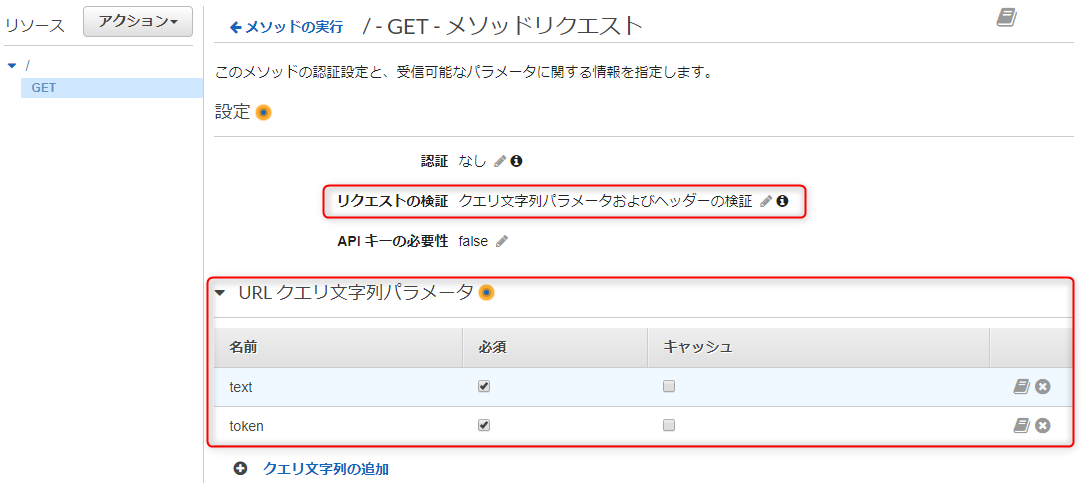 リソース
アクション
メソッドの実行
/ - GET - メソッドリクエスト
/
GET
このメソッドの認証設定と、受信可能なパラメータに関する情報を指定します。
設定
認証 なし
リクエストの検証 クエリ文字列パラメータおよびヘッダーの検証
API キーの必要性 false
URL クエリ文字列パラメータ
名前 必須 キャッシュ
text
token
クエリ文字列の追加